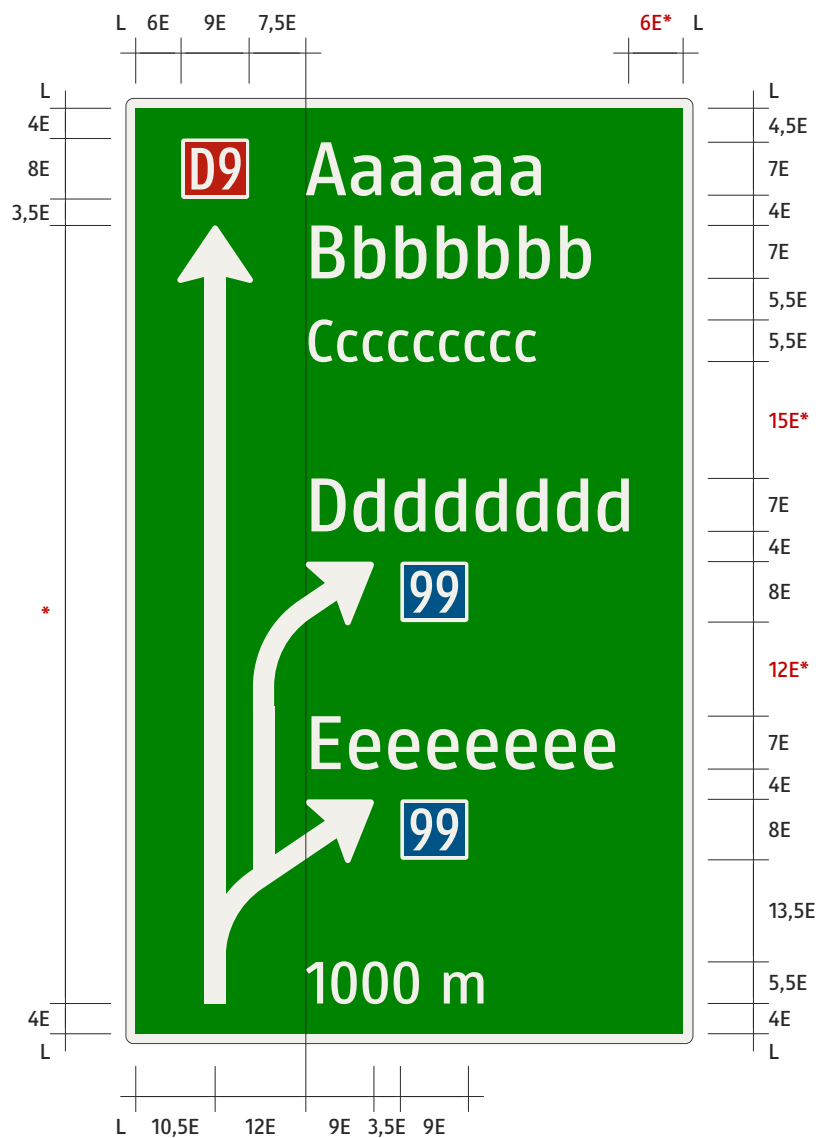 L 6E 9E 7,5E 6E* L
L L
4E 4,5E
D9 Aaaaaa
8E 7E
3,5E 4E
Bbbbbbb
7E
5,5E
Ccccccccc
5,5E
15E*
Dddddddd
7E
4E
99
8E
*
12E*
Eeeeeeee
7E
4E
99
8E
13,5E
1000 m
5,5E
4E 4E
L L
L 10,5E 12E 9E 3,5E 9E